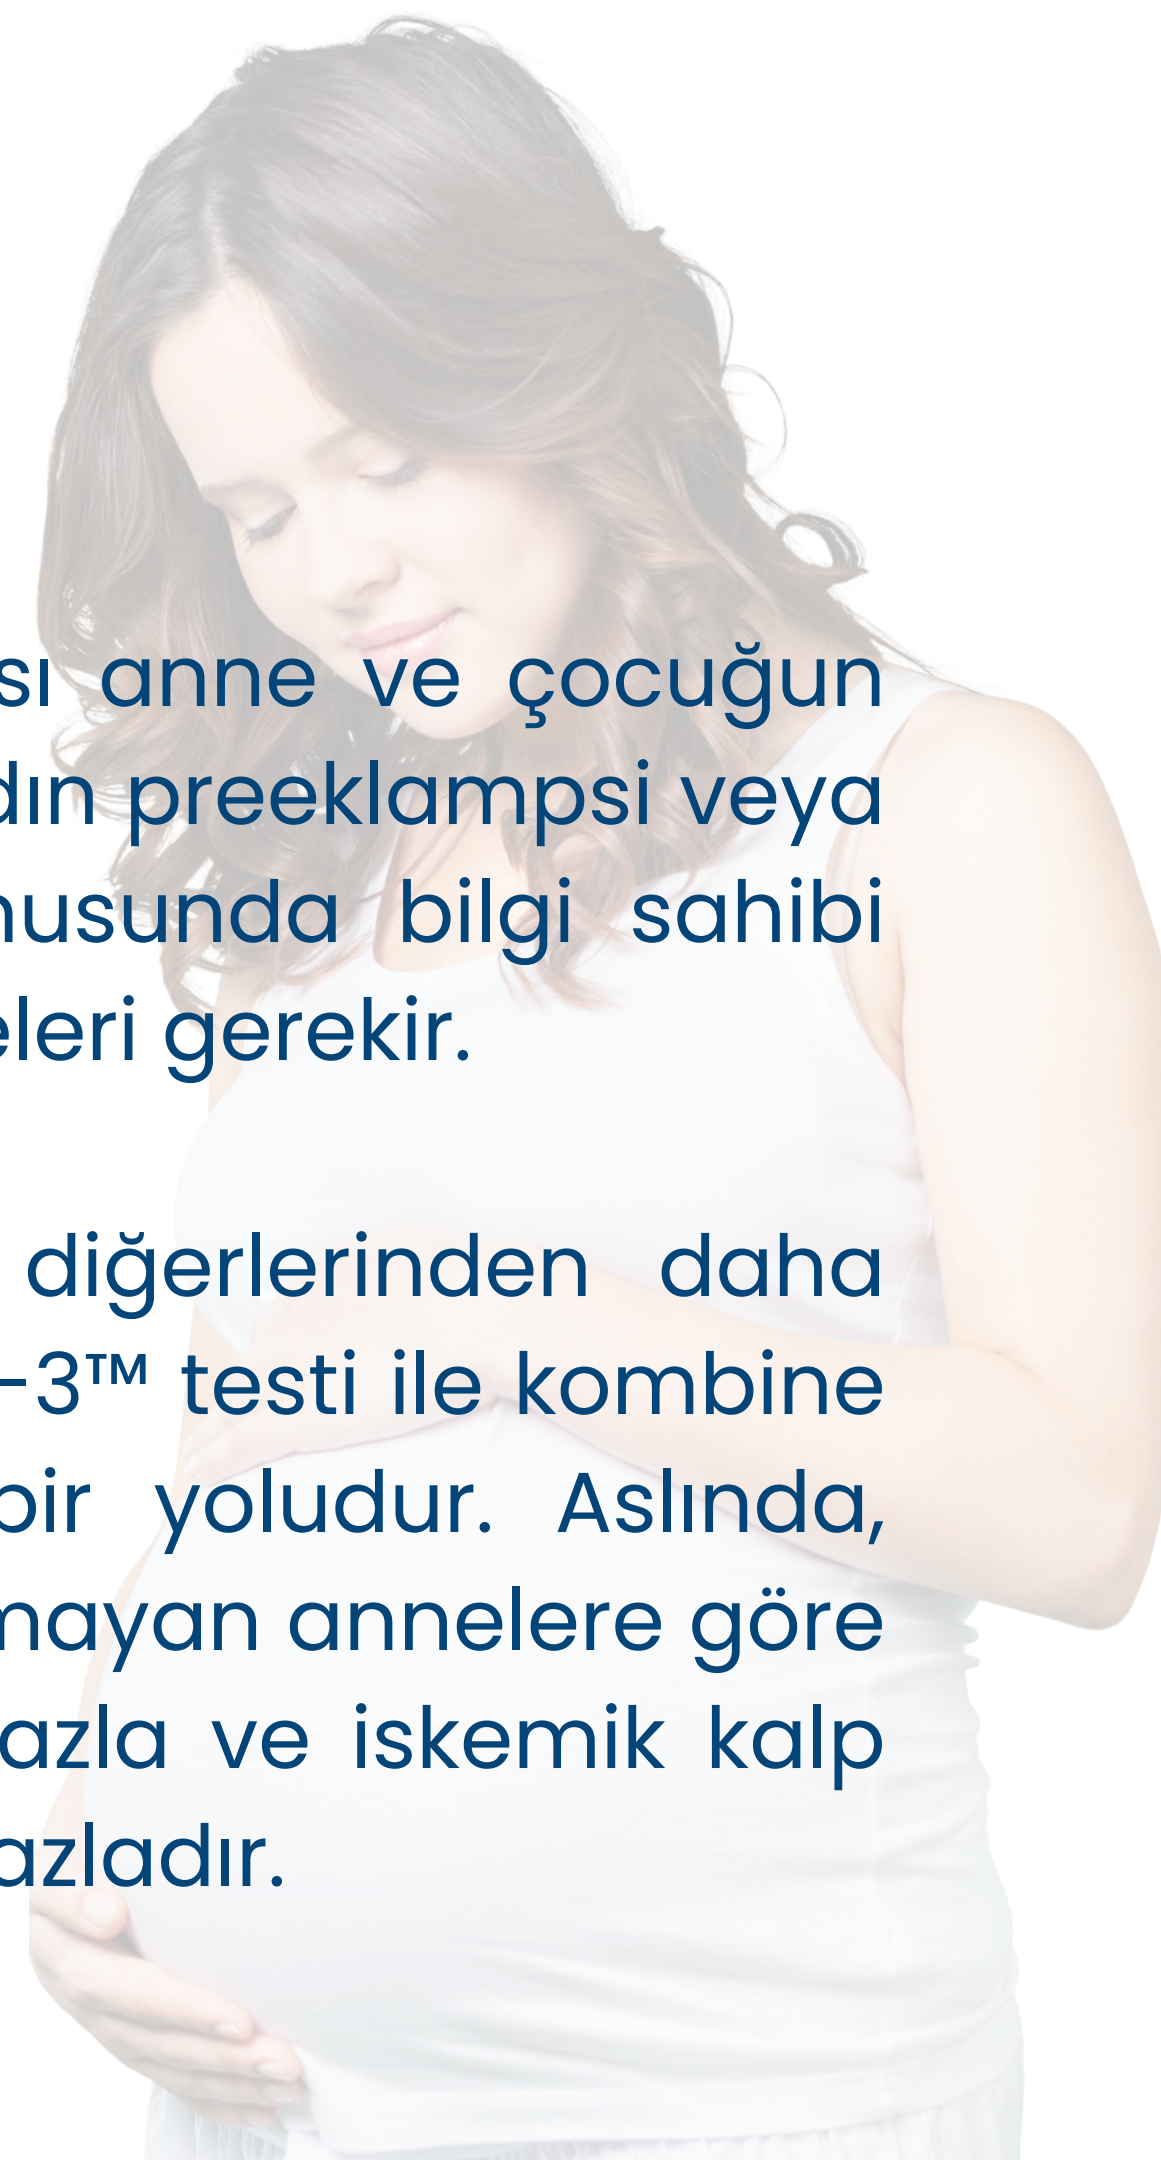 sı anne ve çocuğun
dın preeklampsi veya
nusunda bilgi sahibi
eleri gerekir.
diğerlerinden daha
-3™ testi ile kombine
bir yoludur. Aslında,
mayan annelere göre
azla ve iskemik kalp
azladır.